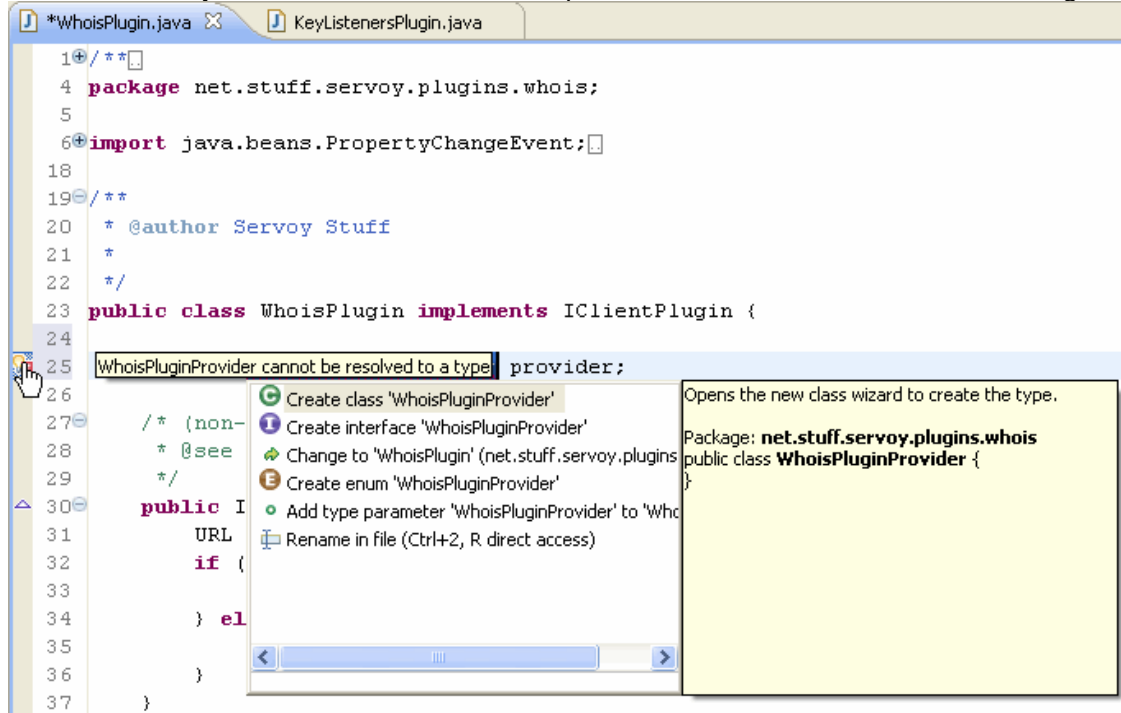 *WhoisPlugin.java KeyListenersPlugin.java
1 /**
4 package net.stuff.servoy.plugins.whois;
5
6 import java.beans.PropertyChangeEvent;
18
19 /**
20 * @author Servoy Stuff
21 *
22 */
23 public class WhoisPlugin implements IClientPlugin {
24
25 WhoisPluginProvider cannot be resolved to a type provider;
26
27 /* (non-
28 * @see
29 */
30 public I
31 URL
32 if (
33
34 } el
35
36 }
37 }
Create class 'WhoisPluginProvider'
Create interface 'WhoisPluginProvider'
Change to 'WhoisPlugin' (net.stuff.servoy.plugins
Create enum 'WhoisPluginProvider'
Add type parameter 'WhoisPluginProvider' to 'Who
Rename in file (Ctrl+2, R direct access)
Opens the new class wizard to create the type.
Package: net.stuff.servoy.plugins.whois
public class WhoisPluginProvider {
}